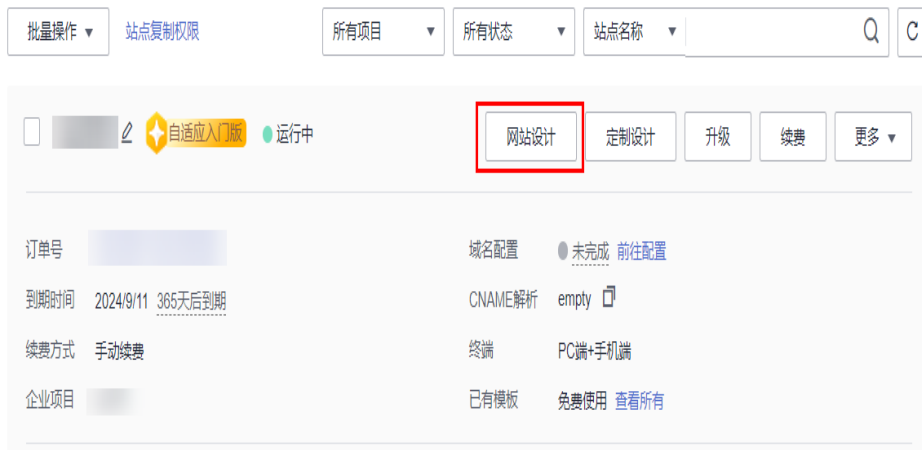 批量操作 站点复制权限 所有项目 所有状态 站点名称
自适应入门版 运行中 网站设计 定制设计 升级 续费 更多
订单号 域名配置 未完成 前往配置
到期时间 2024/9/11 365天后到期 CNAME解析 empty
续费方式 手动续费 终端 PC端+手机端
企业项目 已有模板 免费使用 查看所有